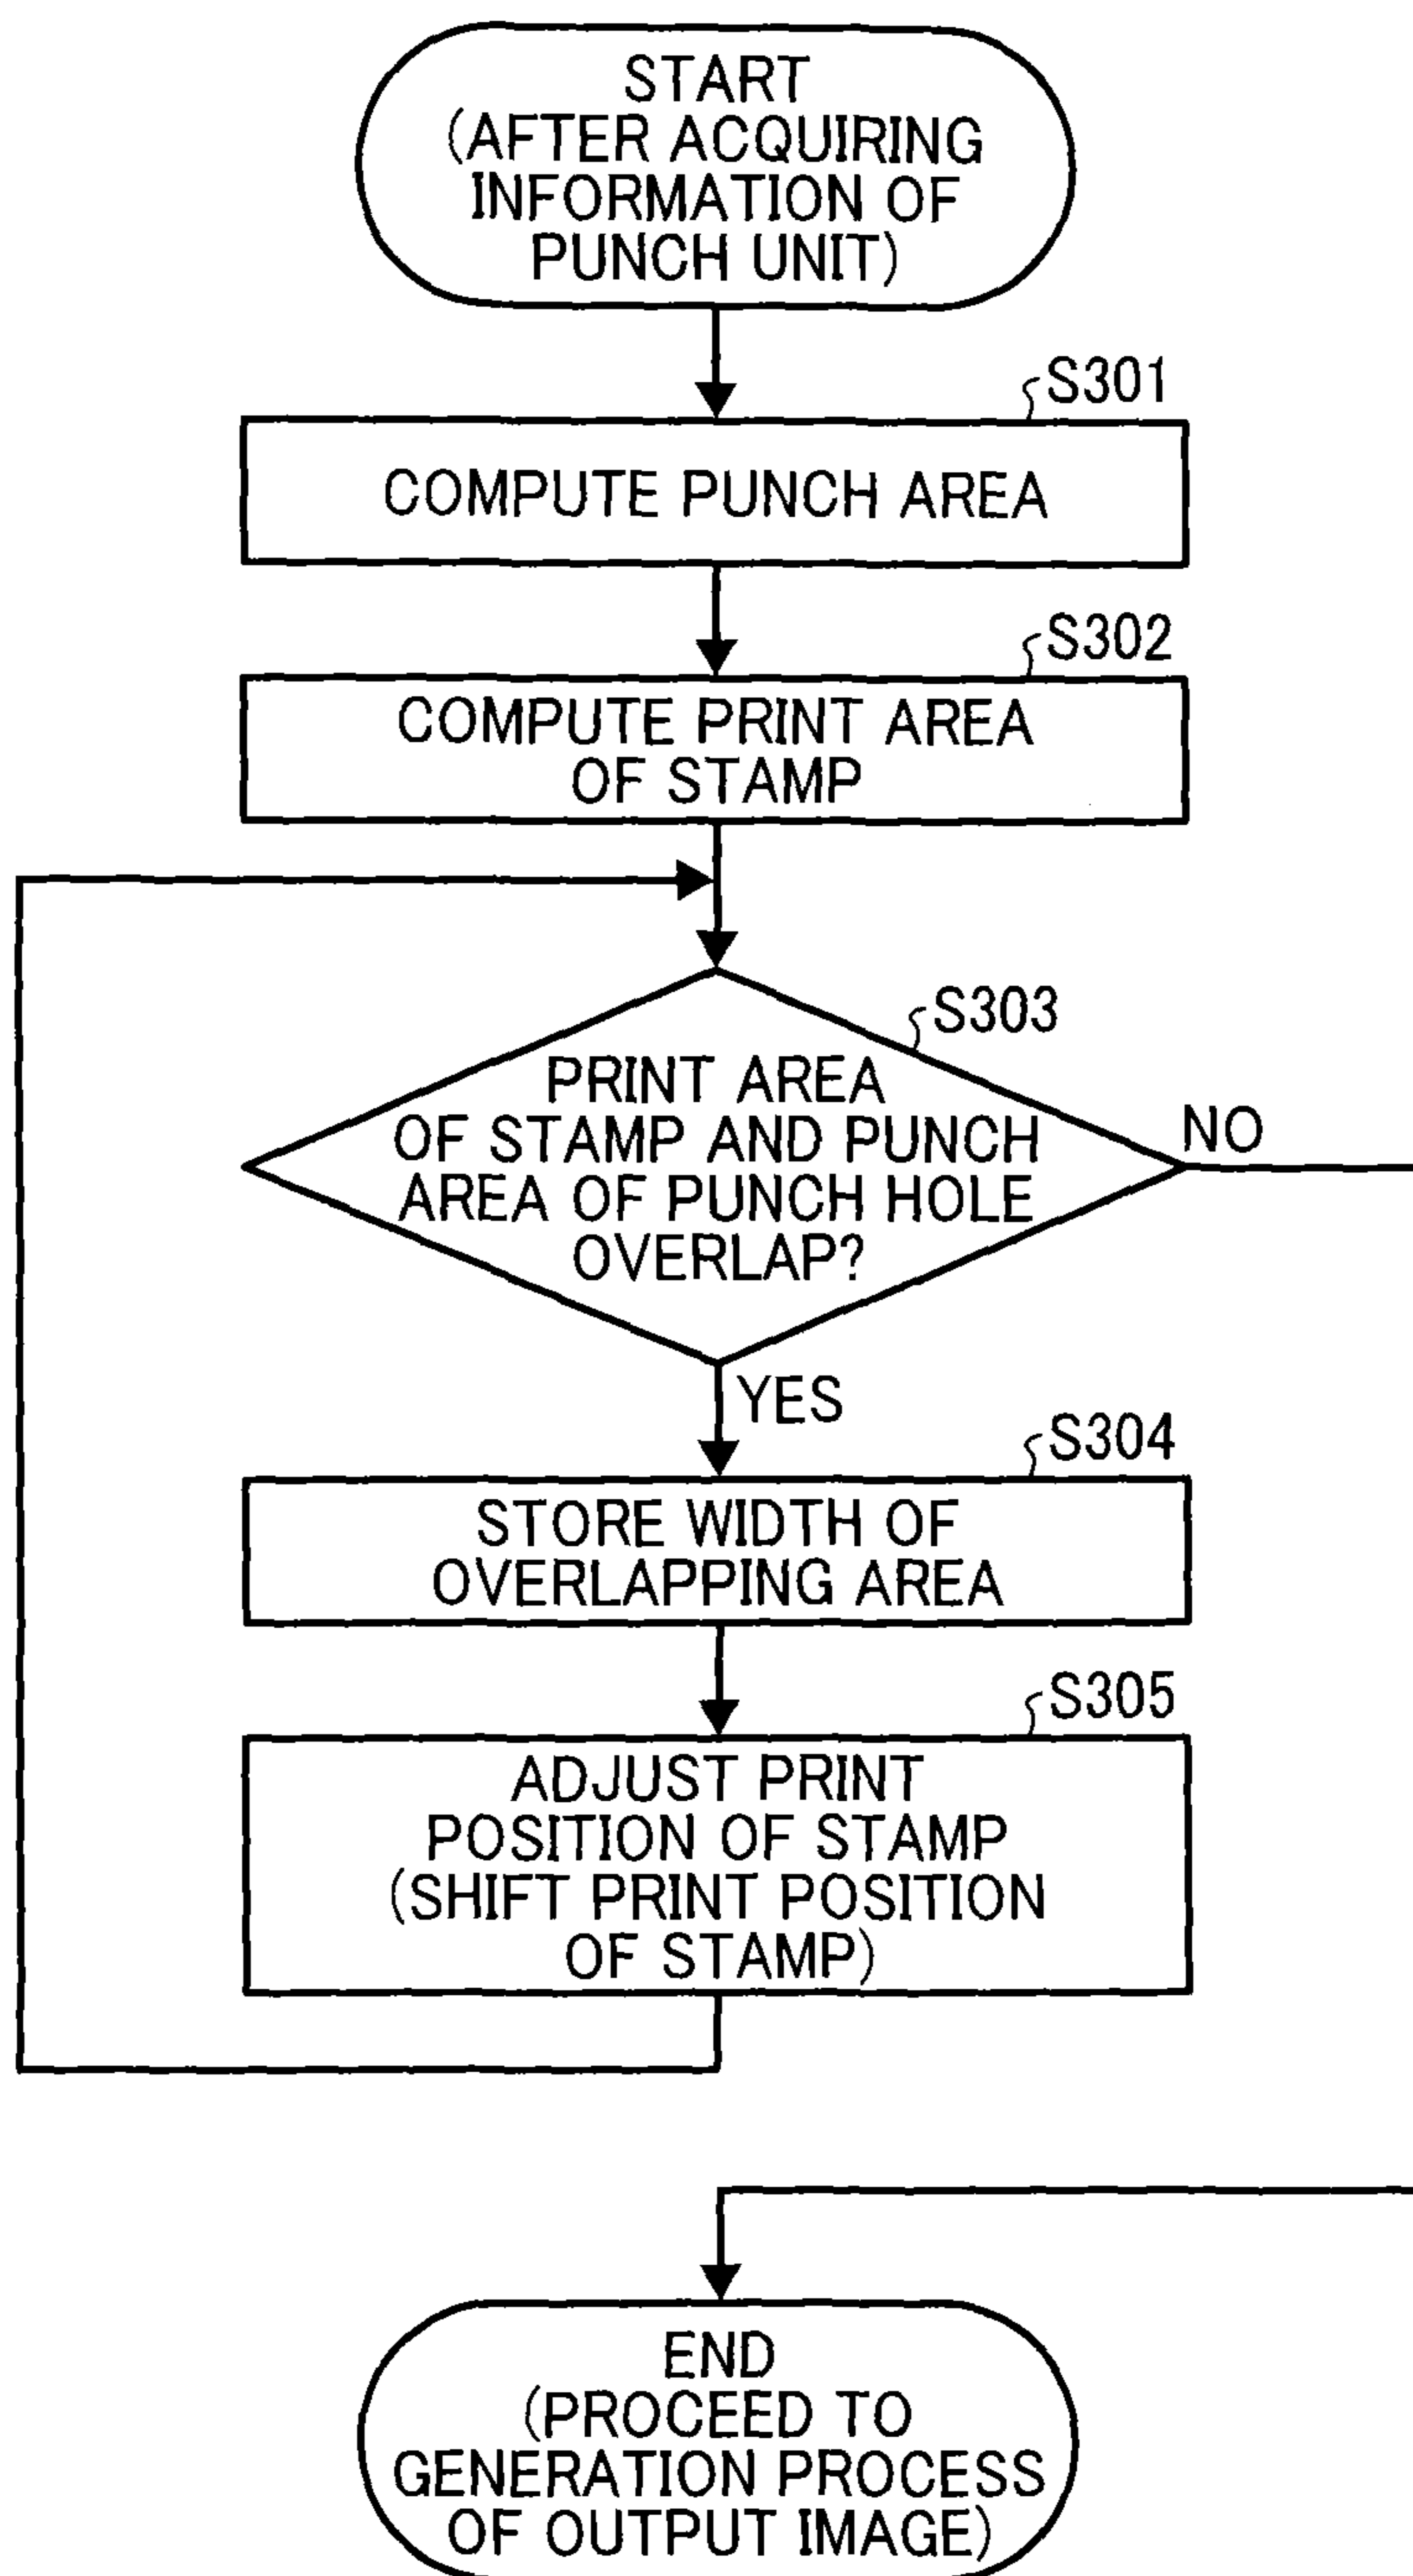 START
(AFTER ACQUIRING
INFORMATION OF
PUNCH UNIT)
S301
COMPUTE PUNCH AREA
S302
COMPUTE PRINT AREA
OF STAMP
S303
PRINT AREA
OF STAMP AND PUNCH
AREA OF PUNCH HOLE
OVERLAP?
NO
YES
S304
STORE WIDTH OF
OVERLAPPING AREA
S305
ADJUST PRINT
POSITION OF STAMP
(SHIFT PRINT POSITION
OF STAMP)
END
(PROCEED TO
GENERATION PROCESS
OF OUTPUT IMAGE)